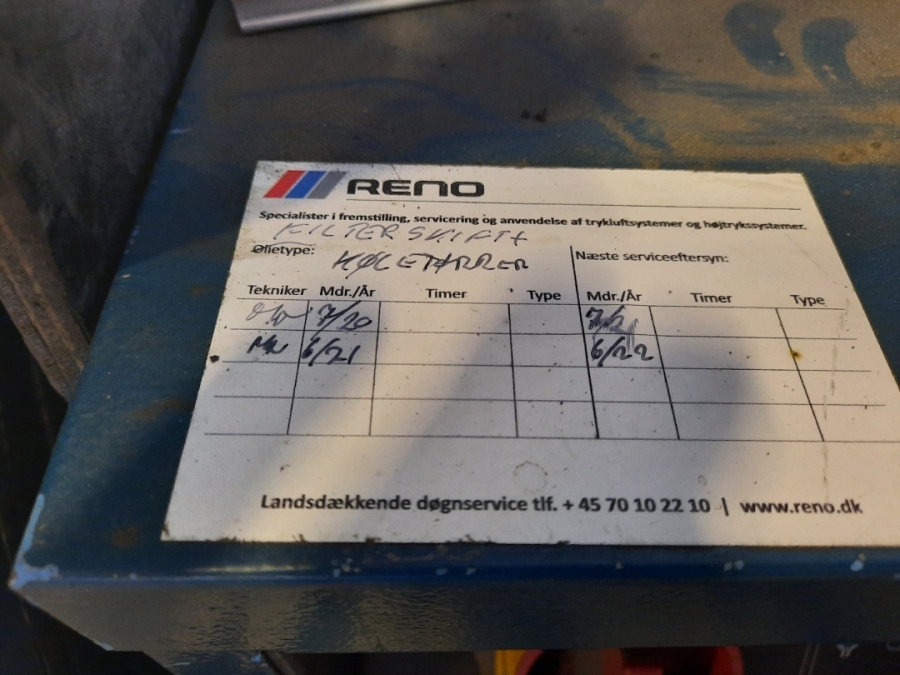 RENO
Specialister i fremstilling, servicering og anvendelse af trykluftsystemer og højtrykssystemer.
FILTERSKIFT
Olietype: KØLETØRRER Næste serviceeftersyn:
Tekniker Mdr./År Timer Type Mdr./År Timer Type
7/20 7/21
6/21 6/22
Landsdækkende døgnservice tlf. + 45 70 10 22 10 | www.reno.dk